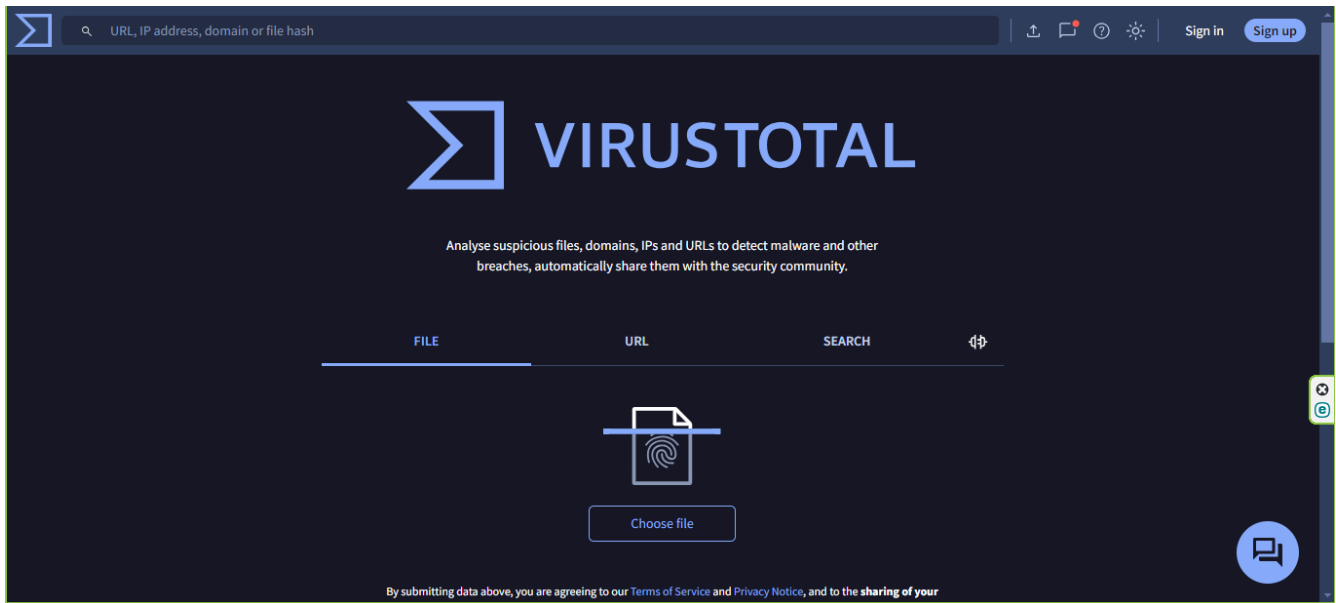 URL, IP address, domain or file hash
Sign in
Sign up
VIRUSTOTAL
Analyse suspicious files, domains, IPs and URLs to detect malware and other
breaches, automatically share them with the security community.
FILE
URL
SEARCH
Choose file
By submitting data above, you are agreeing to our Terms of Service and Privacy Notice, and to the sharing of your